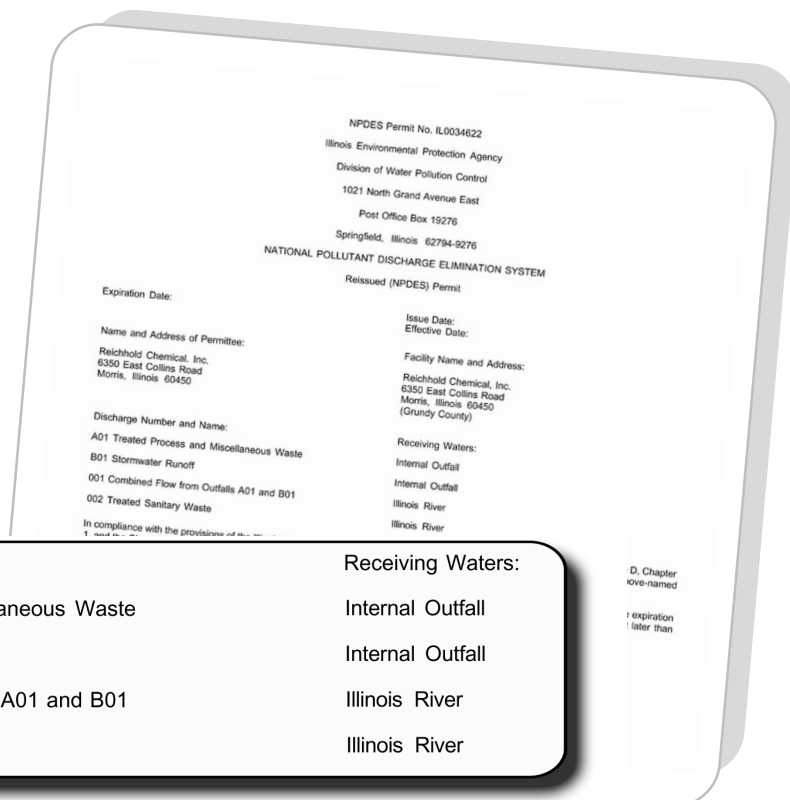 NPDES Permit No. IL0034622
Illinois Environmental Protection Agency
Division of Water Pollution Control
1021 North Grand Avenue East
Post Office Box 19276
Springfield, Illinois 62794-9276
NATIONAL POLLUTANT DISCHARGE ELIMINATION SYSTEM
Reissued (NPDES) Permit
Expiration Date:
Issue Date:
Effective Date:
Name and Address of Permittee:
Reichhold Chemical. Inc.
6350 East Collins Road
Morris, Illinois 60450
Facility Name and Address:
Reichhold Chemical, Inc.
6350 East Collins Road
Morris, Illinois 60450
(Grundy County)
Discharge Number and Name:
A01 Treated Process and Miscellaneous Waste
B01 Stormwater Runoff
001 Combined Flow from Outfalls A01 and B01
002 Treated Sanitary Waste
Receiving Waters:
Internal Outfall
Internal Outfall
Illinois River
Illinois River
In compliance with the provisions of the
D, Chapter
ove-named
expiration
later than
Receiving Waters:
aneous Waste Internal Outfall
Internal Outfall
A01 and B01 Illinois River
Illinois River